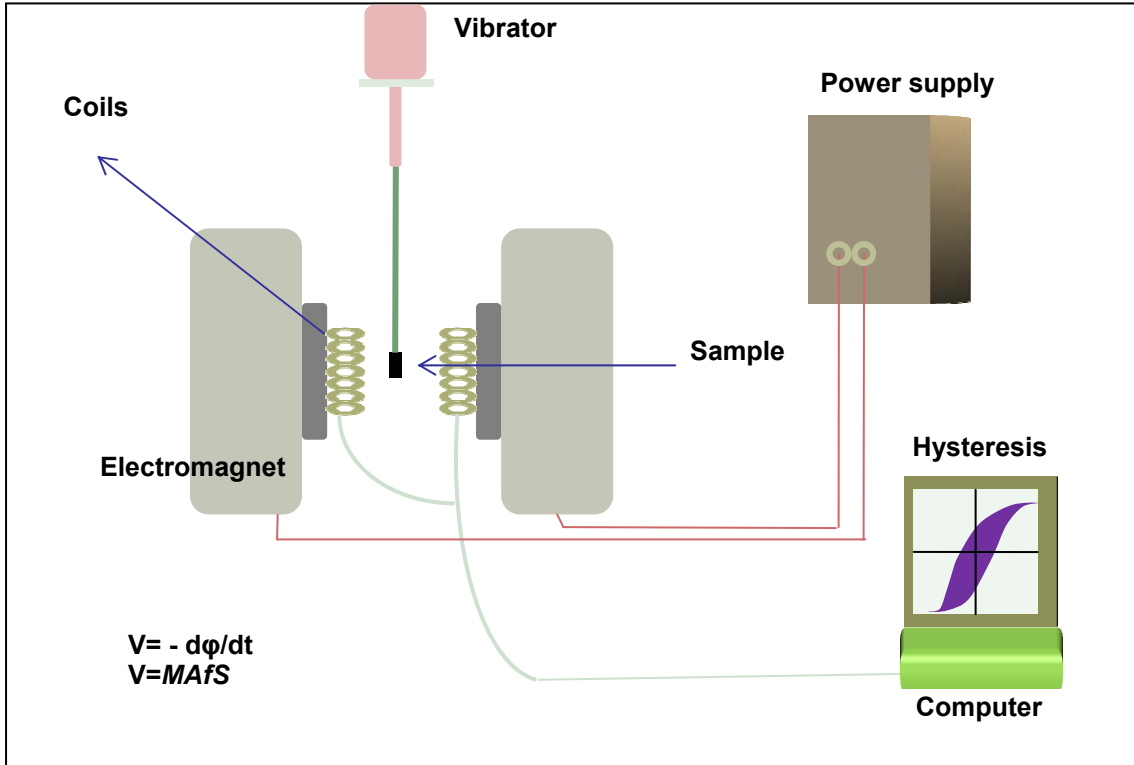 Vibrator
Power supply
Coils
Sample
Electromagnet
Hysteresis
V= - dφ/dt
V=MAfS
Computer